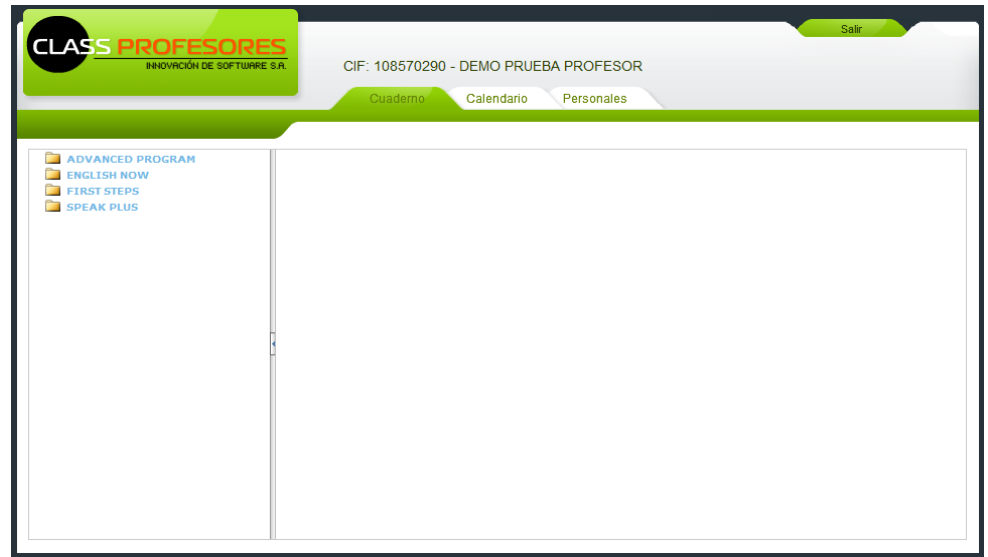 CLASS PROFESORES
INNOVACIÓN DE SOFTWARE S.A.
Salir
CIF: 108570290 - DEMO PRUEBA PROFESOR
Cuaderno Calendario Personales
ADVANCED PROGRAM
ENGLISH NOW
FIRST STEPS
SPEAK PLUS